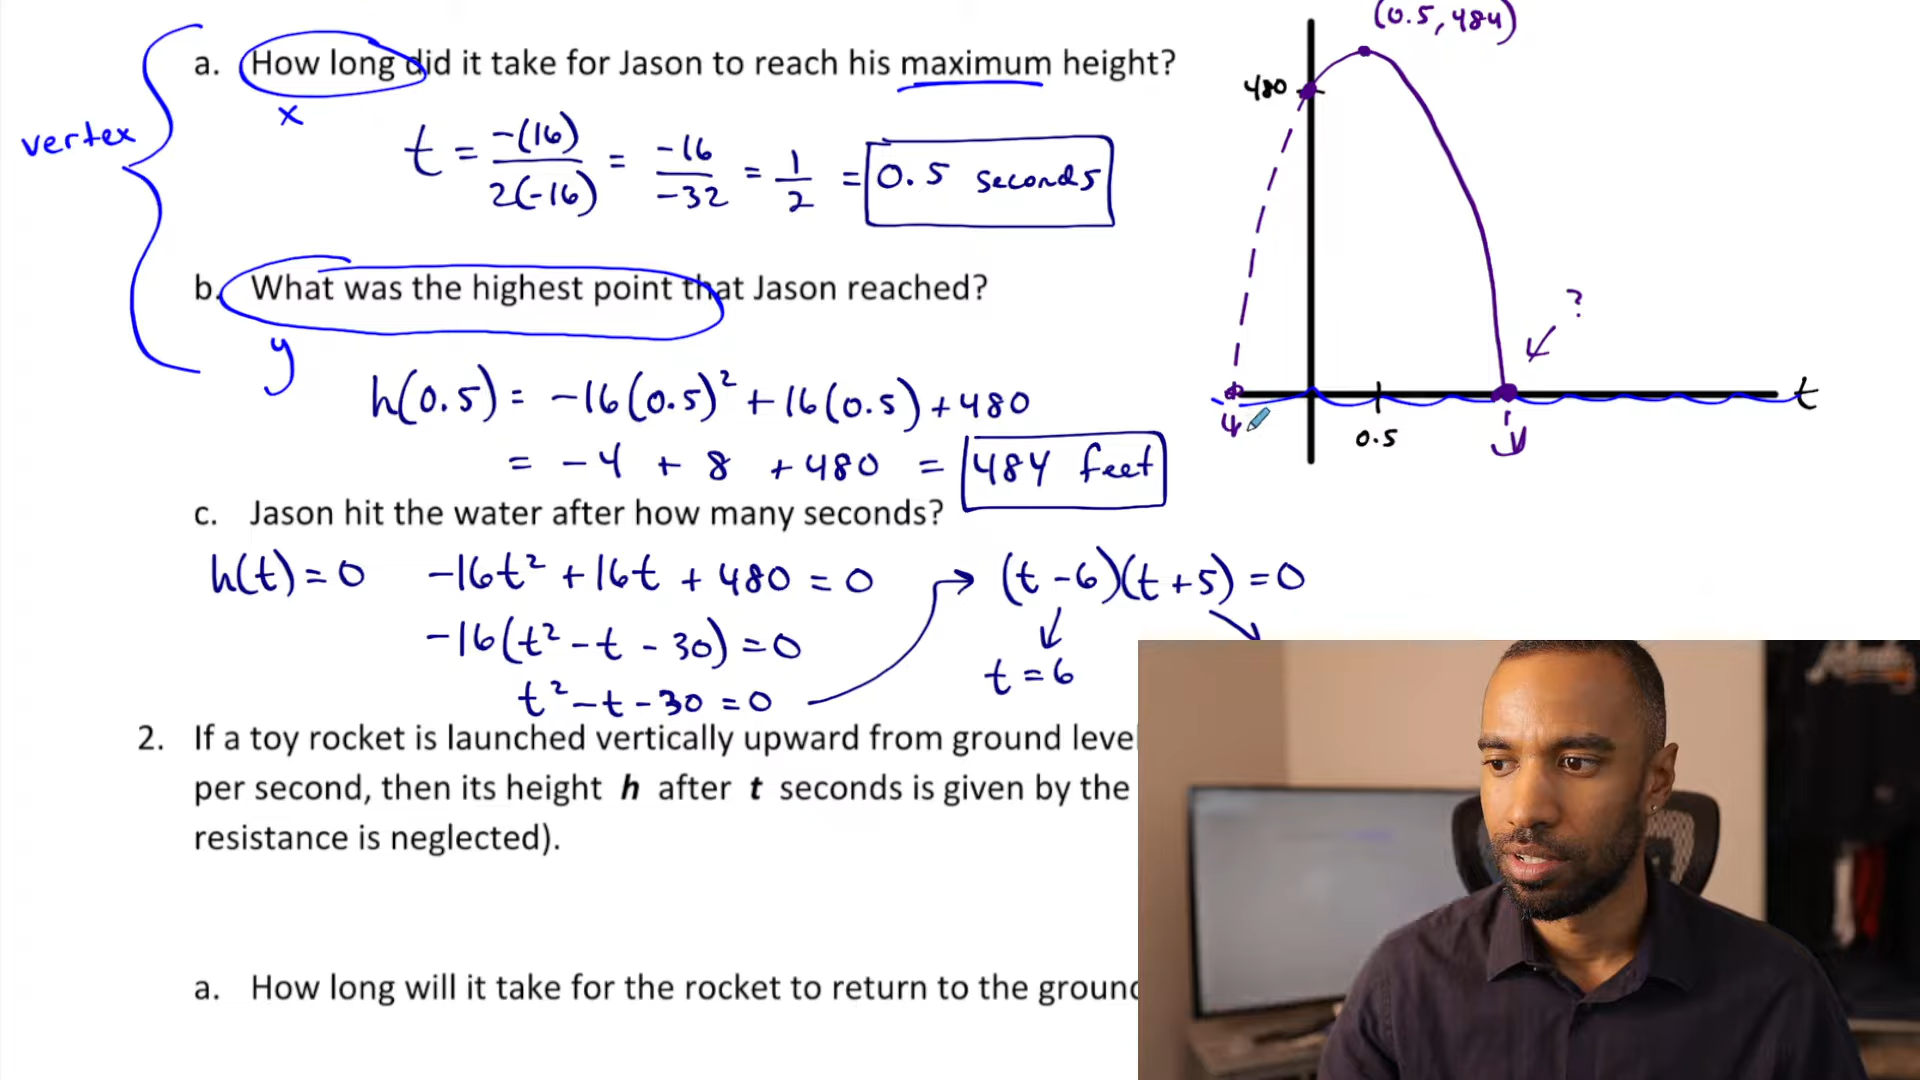 (0.5, 484)
a. How long did it take for Jason to reach his maximum height?
480
x
vertex
t = -(16) / 2(-16) = -16 / -32 = 1 / 2 = 0.5 seconds
b. What was the highest point that Jason reached?
?
y
h(0.5) = -16(0.5)² + 16(0.5) + 480
t
0.5
= -4 + 8 + 480 = 484 feet
c. Jason hit the water after how many seconds?
h(t) = 0 -16t² + 16t + 480 = 0 → (t - 6)(t + 5) = 0
-16(t² - t - 30) = 0
t = 6
t² - t - 30 = 0
2. If a toy rocket is launched vertically upward from ground level
per second, then its height h after t seconds is given by the
resistance is neglected).
a. How long will it take for the rocket to return to the ground